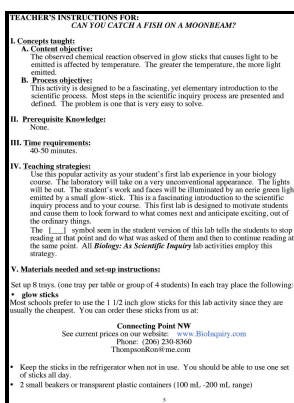 TEACHER'S INSTRUCTIONS FOR:
CAN YOU CATCH A FISH ON A MOONBEAM?
I. Concepts taught:
A. Content objective:
The observed chemical reaction observed in glow sticks that causes light to be
emitted is affected by temperature. The greater the temperature, the more light
emitted.
B. Process objective:
This activity is designed to be a fascinating, yet elementary introduction to the
scientific process. Most steps in the scientific inquiry process are presented and
defined. The problem is one that is very easy to solve.
II. Prerequisite Knowledge:
None.
III. Time requirements:
40-50 minutes.
IV. Teaching strategies:
Use this popular activity as your student's first lab experience in your biology
course. The laboratory will take on a very unconventional appearance. The lights
will be out. The student's work and faces will be illuminated by an eerie green ligh
emitted by a small glow-stick. This is a fascinating introduction to the scientific
inquiry process and to your course. This first lab is designed to motivate students
and cause them to look forward to what comes next and anticipate exciting, out of
the ordinary things.
The [___] symbol seen in the student version of this lab tells the students to stop
reading at that point and do what was asked of them and then to continue reading at
the same point. All Biology: As Scientific Inquiry lab activities employ this
strategy.
V. Materials needed and set-up instructions:
Set up 8 trays. (one tray per table or group of 4 students) In each tray place the following:
• glow sticks
Most schools prefer to use the 1 1/2 inch glow sticks for this lab activity since they are
usually the cheapest. You can order these sticks from us at:
Connecting Point NW
See current prices on our website: www.BioInquiry.com
Phone: (206) 230-8360
ThompsonRon@me.com
• Keep the sticks in the refrigerator when not in use. You should be able to use one set
of sticks all day.
• 2 small beakers or transparent plastic containers (100 mL -200 mL range)
5